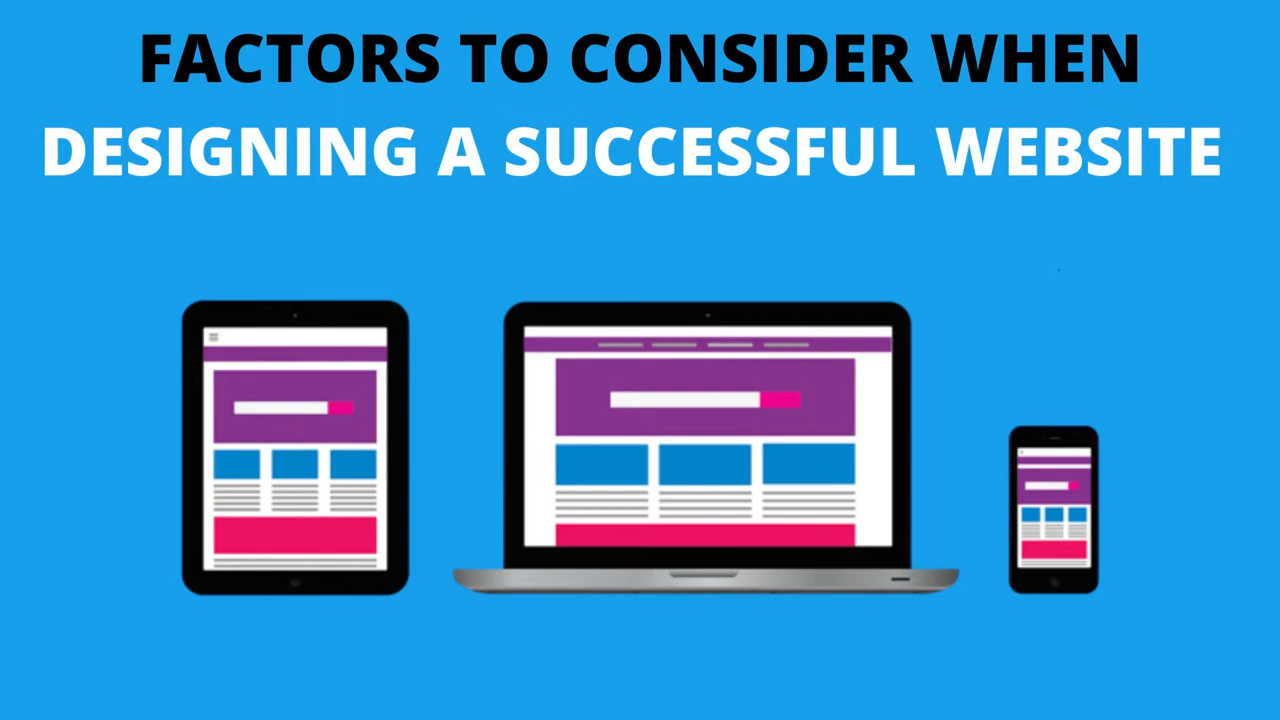 FACTORS TO CONSIDER WHEN
DESIGNING A SUCCESSFUL WEBSITE